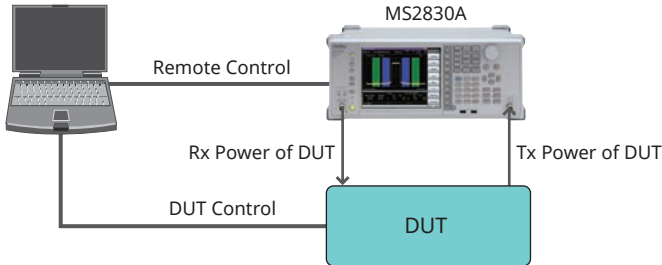 MS2830A
Remote Control
Rx Power of DUT
Tx Power of DUT
DUT Control
DUT